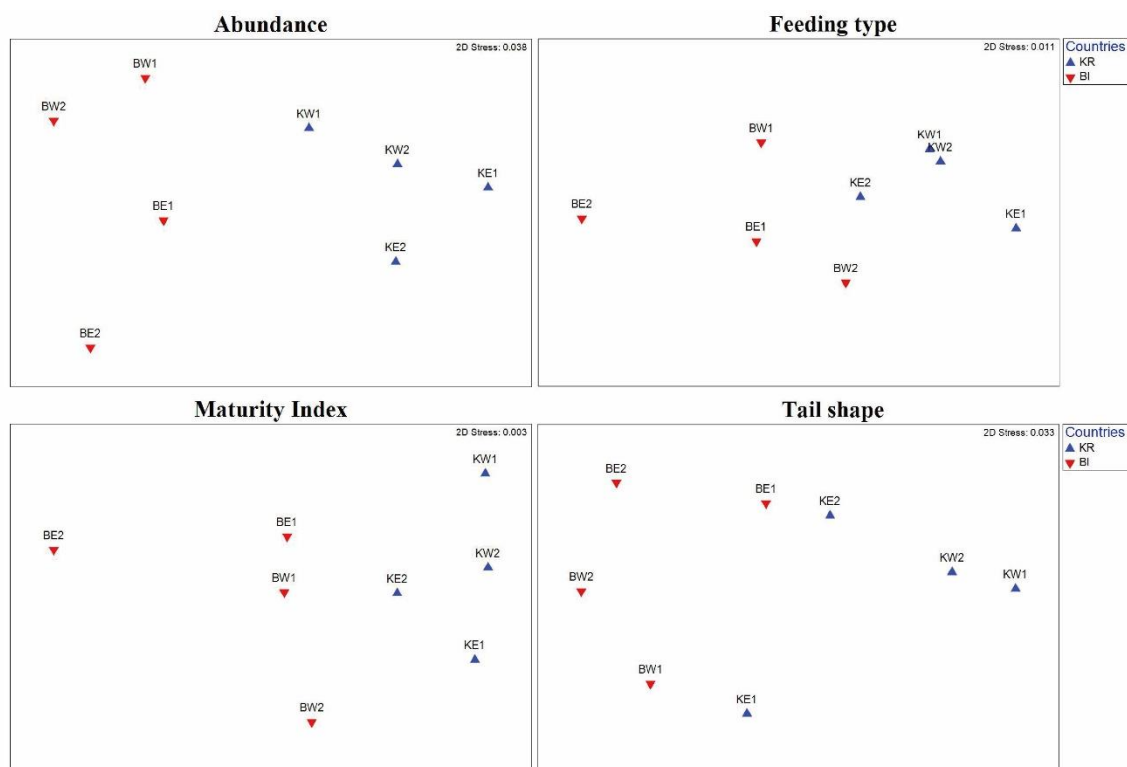 Abundance
2D Stress: 0.038
BW1
BW2
KW1
KW2
KE1
BE1
KE2
BE2
Feeding type
2D Stress: 0.011
BW1
KW1
KW2
KE2
BE2
KE1
BE1
BW2
Countries
KR
BI
Maturity Index
2D Stress: 0.003
KW1
BE1
BE2
KW2
BW1
KE2
KE1
BW2
Tail shape
2D Stress: 0.033
BE2
BE1
KE2
KW2
BW2
KW1
BW1
KE1
Countries
KR
BI